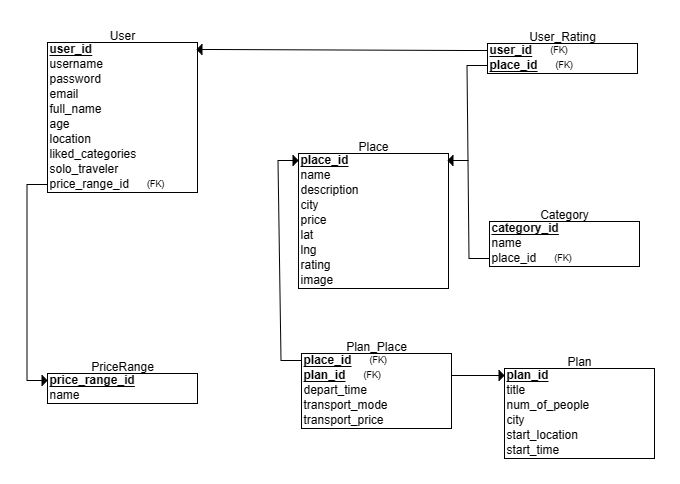 User
user_id
username
password
email
full_name
age
location
liked_categories
solo_traveler
price_range_id (FK)
User_Rating
user_id (FK)
place_id (FK)
Place
place_id
name
description
city
price
lat
lng
rating
image
Category
category_id
name
place_id (FK)
PriceRange
price_range_id
name
Plan_Place
place_id (FK)
plan_id (FK)
depart_time
transport_mode
transport_price
Plan
plan_id
title
num_of_people
city
start_location
start_time